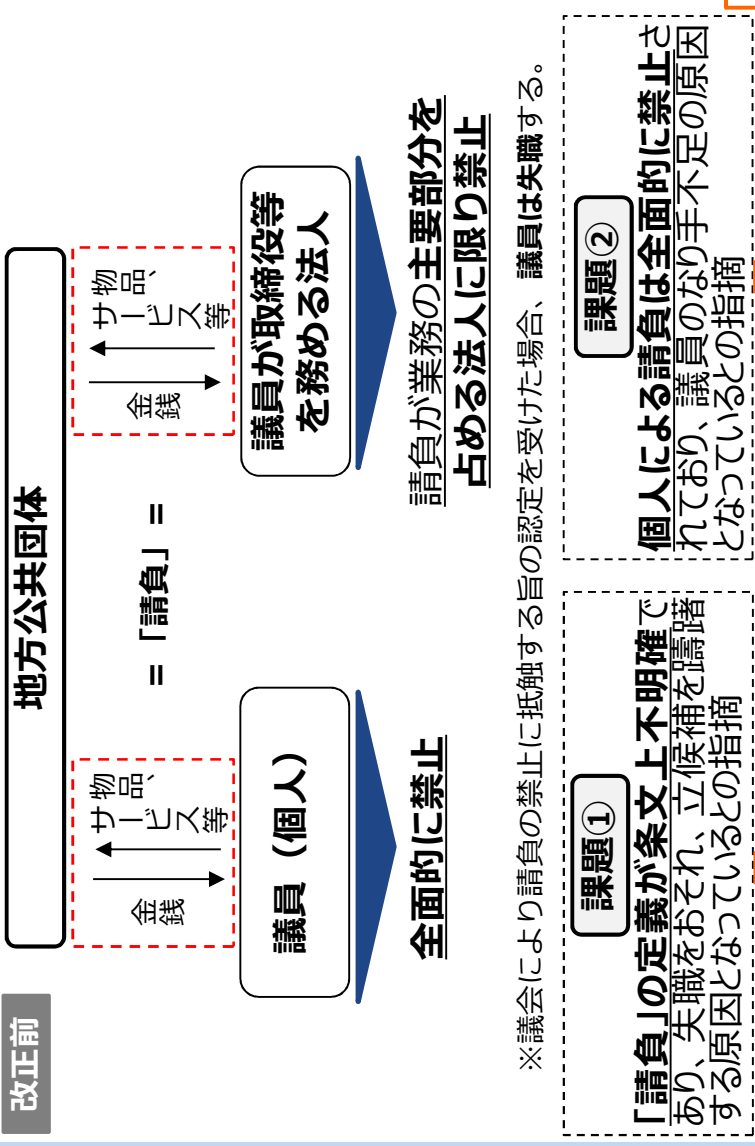 改正前
地方公共団体
金銭
物品、
サービス等
=「請負」=
金銭
物品、
サービス等
議員（個人）
議員が取締役等
を務める法人
全面的に禁止
請負が業務の主要部分を
占める法人に限り禁止
※議会により請負の禁止に抵触する旨の認定を受けた場合、議員は失職する。
課題①
「請負」の定義が条文上不明確で
あり、失職をおそれ、立候補を躊躇
する原因となっているとの指摘
課題②
個人による請負は全面的に禁止さ
れており、議員のなり手不足の原因
となっているとの指摘